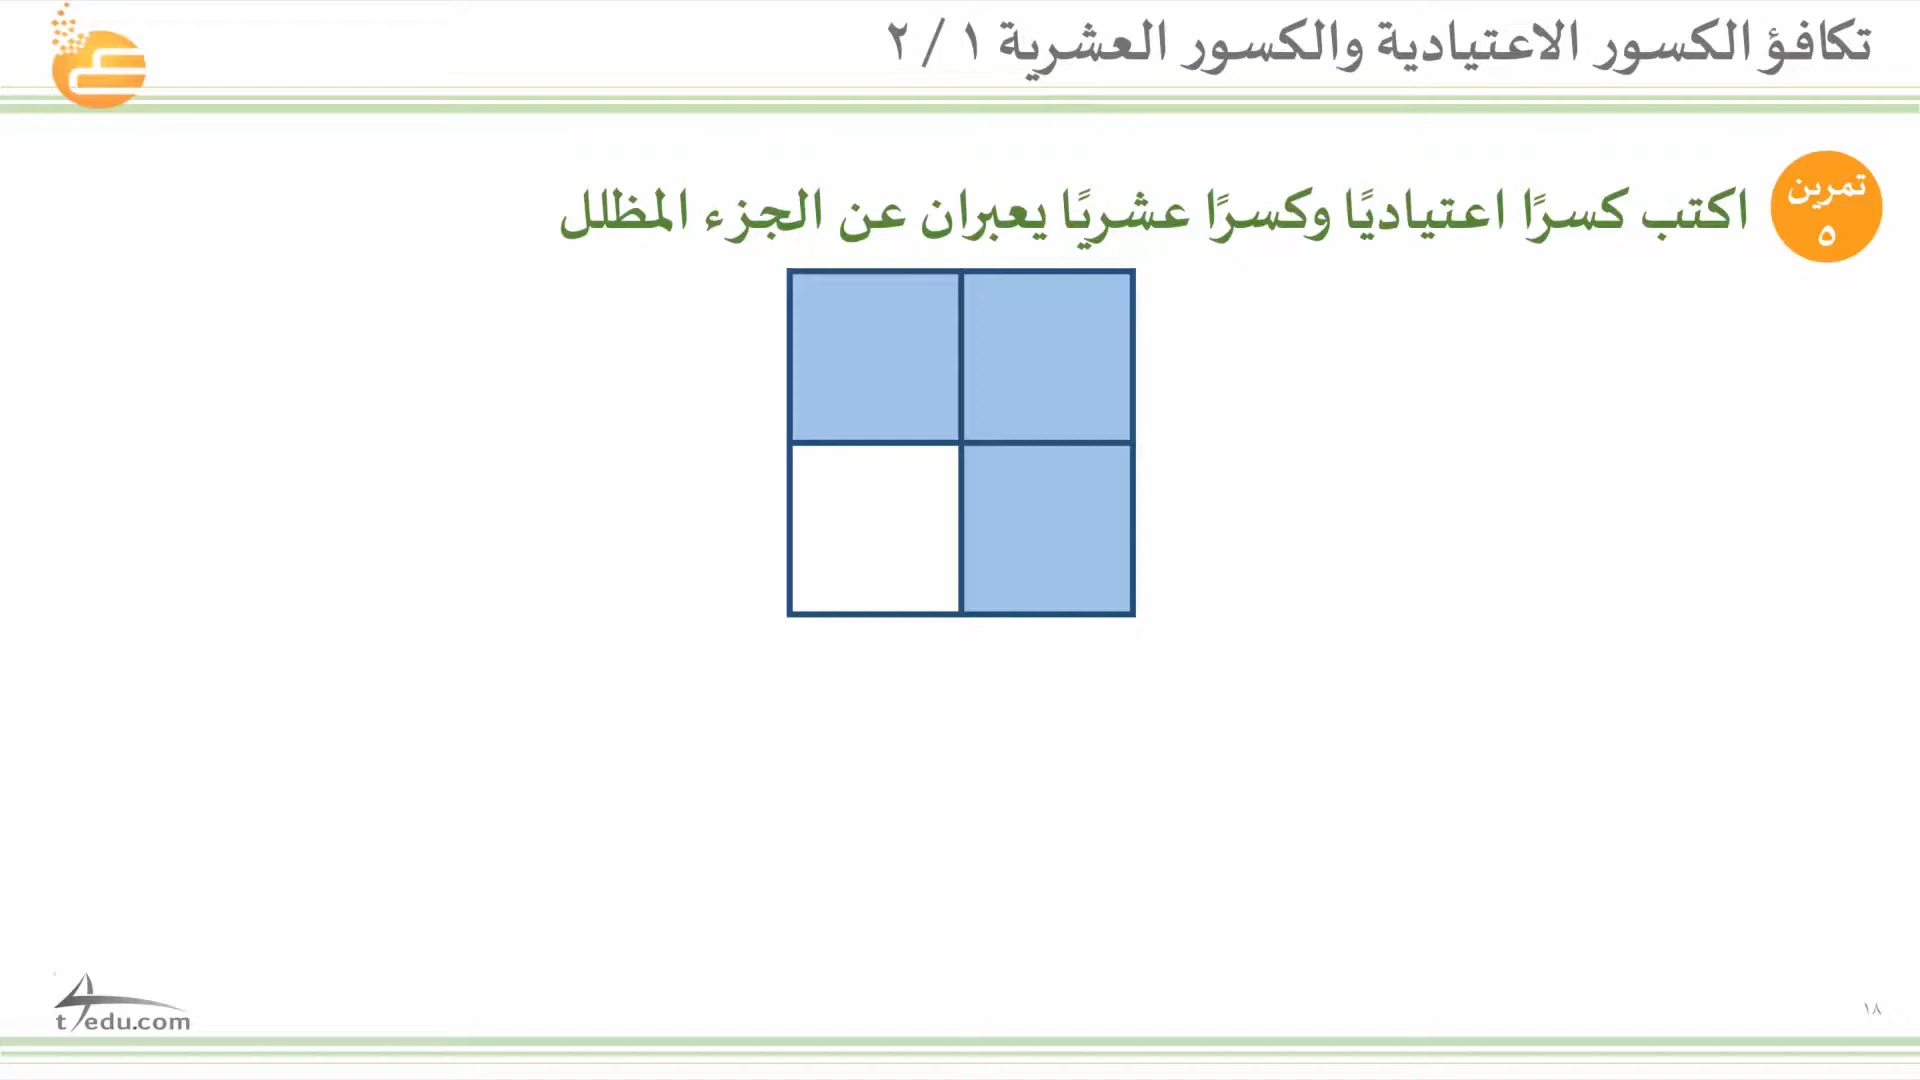 تكافؤ الكسور الاعتيادية والكسور العشرية ١ / ٢
تمرين
٥
اكتب كسرًا اعتياديًا وكسرًا عشريًا يعبران عن الجزء المظلل
t4edu.com
١٨